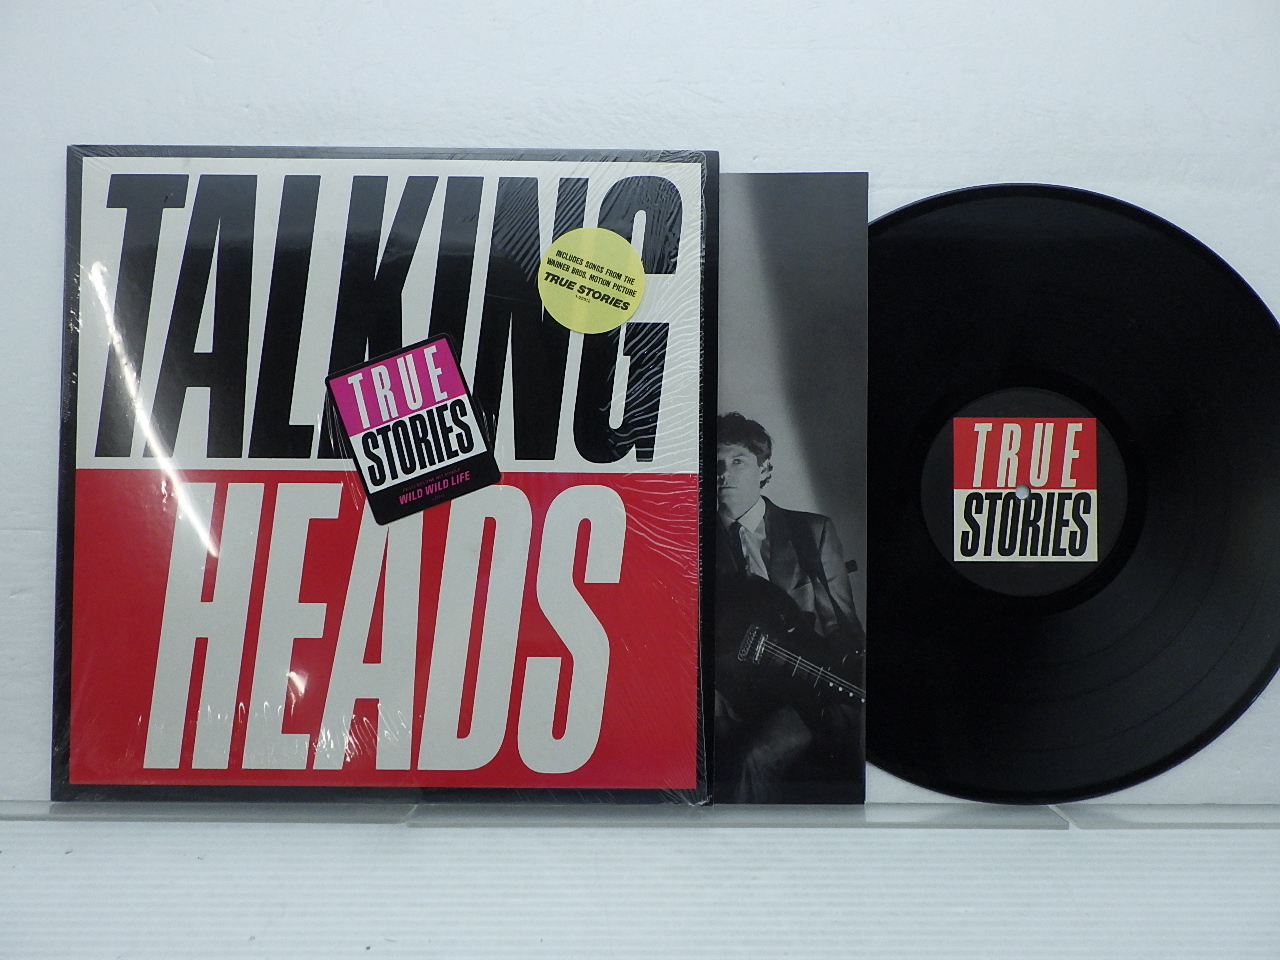 TALKING
HEADS
INCLUDES SONGS FROM THE
WARNER BROS. MOTION PICTURE
TRUE STORIES
TRUE
STORIES
WILD WILD LIFE
TRUE
STORIES